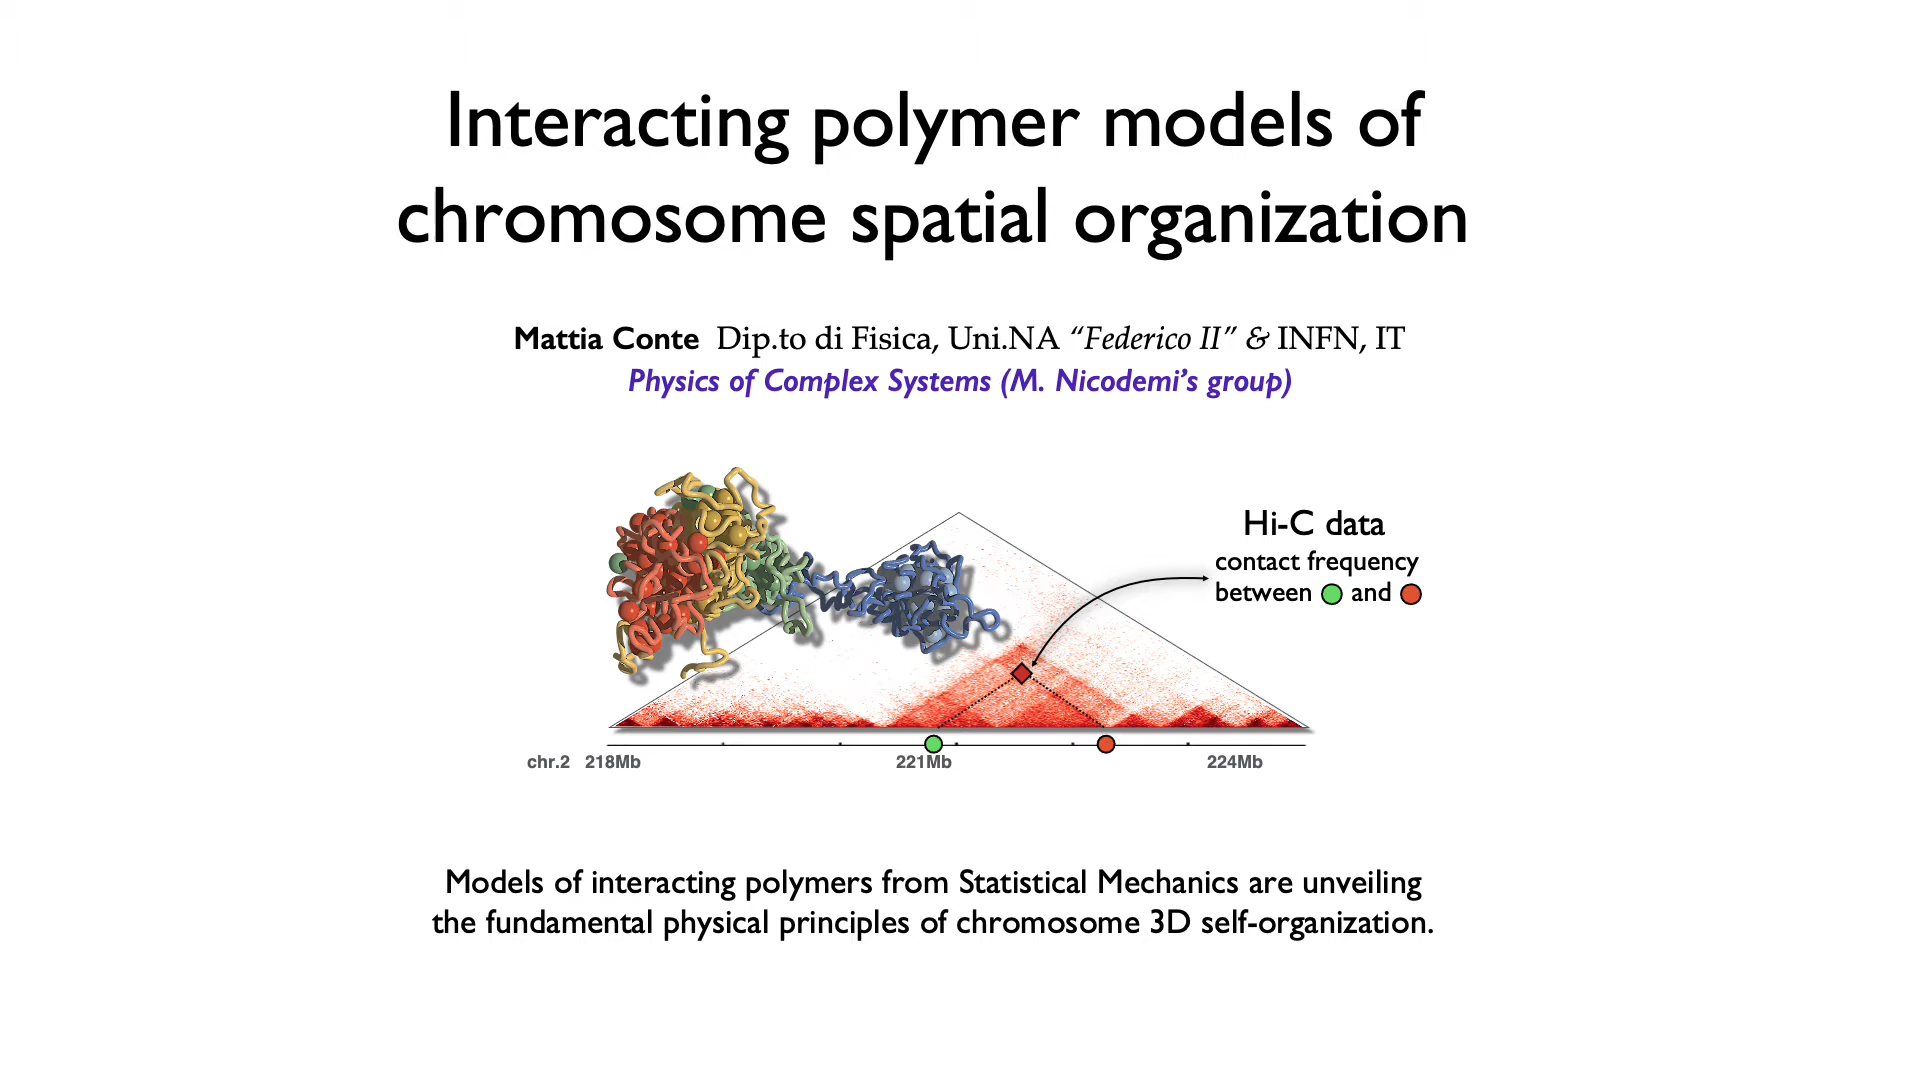 Interacting polymer models of
chromosome spatial organization
Mattia Conte Dip.to di Fisica, Uni.NA “Federico II” & INFN, IT
Physics of Complex Systems (M. Nicodemi’s group)
Hi-C data
contact frequency
between and
chr.2 218Mb 221Mb 224Mb
Models of interacting polymers from Statistical Mechanics are unveiling
the fundamental physical principles of chromosome 3D self-organization.